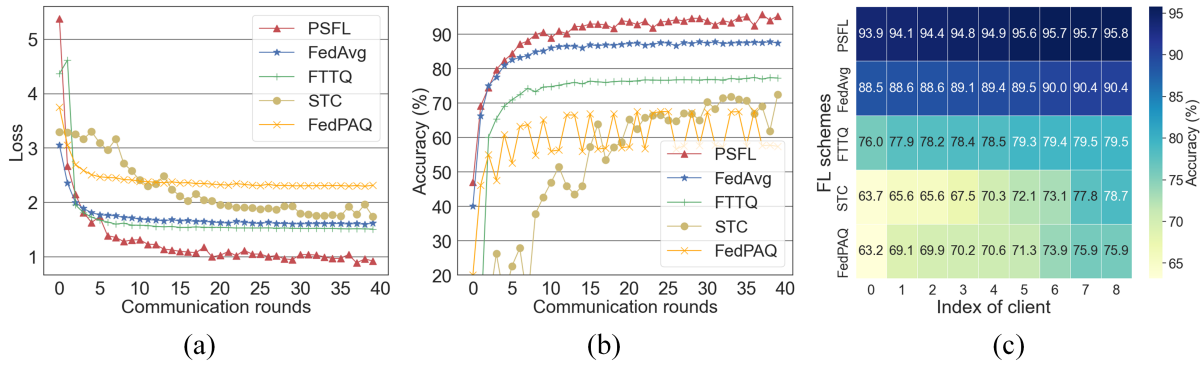 5
4
3
2
1
Loss
0 5 10 15 20 25 30 35 40
Communication rounds
PSFL
FedAvg
FTTQ
STC
FedPAQ
(a)
90
80
70
60
50
40
30
20
Accuracy (%)
0 5 10 15 20 25 30 35 40
Communication rounds
PSFL
FedAvg
FTTQ
STC
FedPAQ
(b)
FL schemes
PSFL 93.9 94.1 94.4 94.8 94.9 95.6 95.7 95.7 95.8
FedAvg 88.5 88.6 88.6 89.1 89.4 89.5 90.0 90.4 90.4
FTTQ 76.0 77.9 78.2 78.4 78.5 79.3 79.4 79.5 79.5
STC 63.7 65.6 65.6 67.5 70.3 72.1 73.1 77.8 78.7
FedPAQ 63.2 69.1 69.9 70.2 70.6 71.3 73.9 75.9 75.9
0 1 2 3 4 5 6 7 8
Index of client
95
90
85
80
75
70
65
Accuracy (%)
(c)